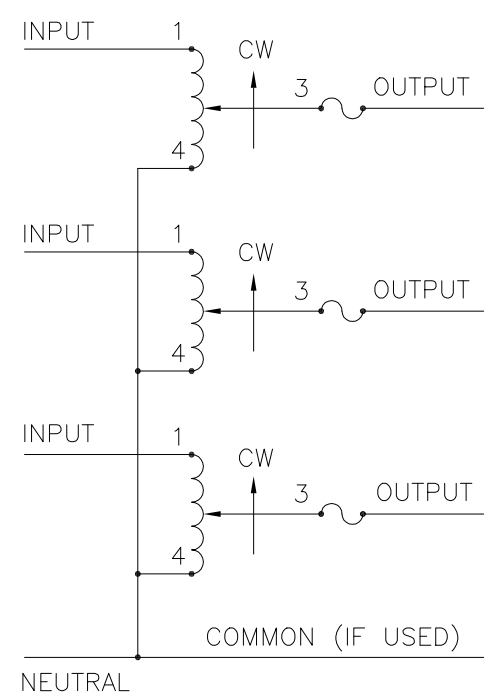 INPUT 1
CW
3 OUTPUT
4
INPUT 1
CW
3 OUTPUT
4
INPUT 1
CW
3 OUTPUT
4
COMMON (IF USED)
NEUTRAL